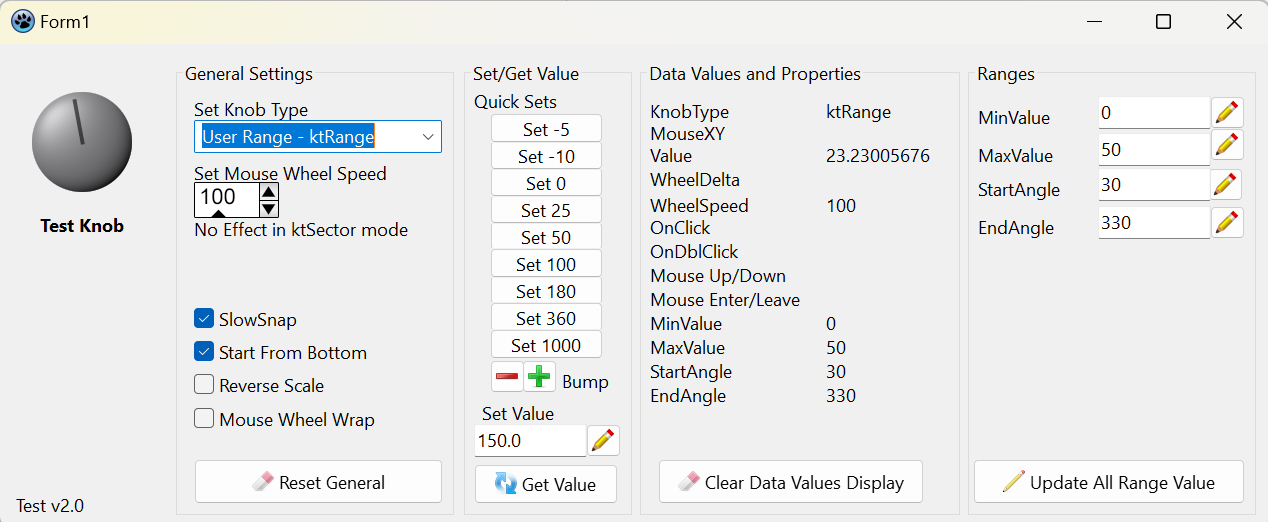 Form1
Test Knob
Test v2.0
General Settings
Set Knob Type
User Range - ktRange
Set Mouse Wheel Speed
100
No Effect in ktSector mode
SlowSnap
Start From Bottom
Reverse Scale
Mouse Wheel Wrap
Reset General
Set/Get Value
Quick Sets
Set -5
Set -10
Set 0
Set 25
Set 50
Set 100
Set 180
Set 360
Set 1000
Bump
Set Value
150.0
Get Value
Data Values and Properties
KnobType ktRange
MouseXY
Value 23.23005676
WheelDelta
WheelSpeed 100
OnClick
OnDblClick
Mouse Up/Down
Mouse Enter/Leave
MinValue 0
MaxValue 50
StartAngle 30
EndAngle 330
Clear Data Values Display
Ranges
MinValue 0
MaxValue 50
StartAngle 30
EndAngle 330
Update All Range Value